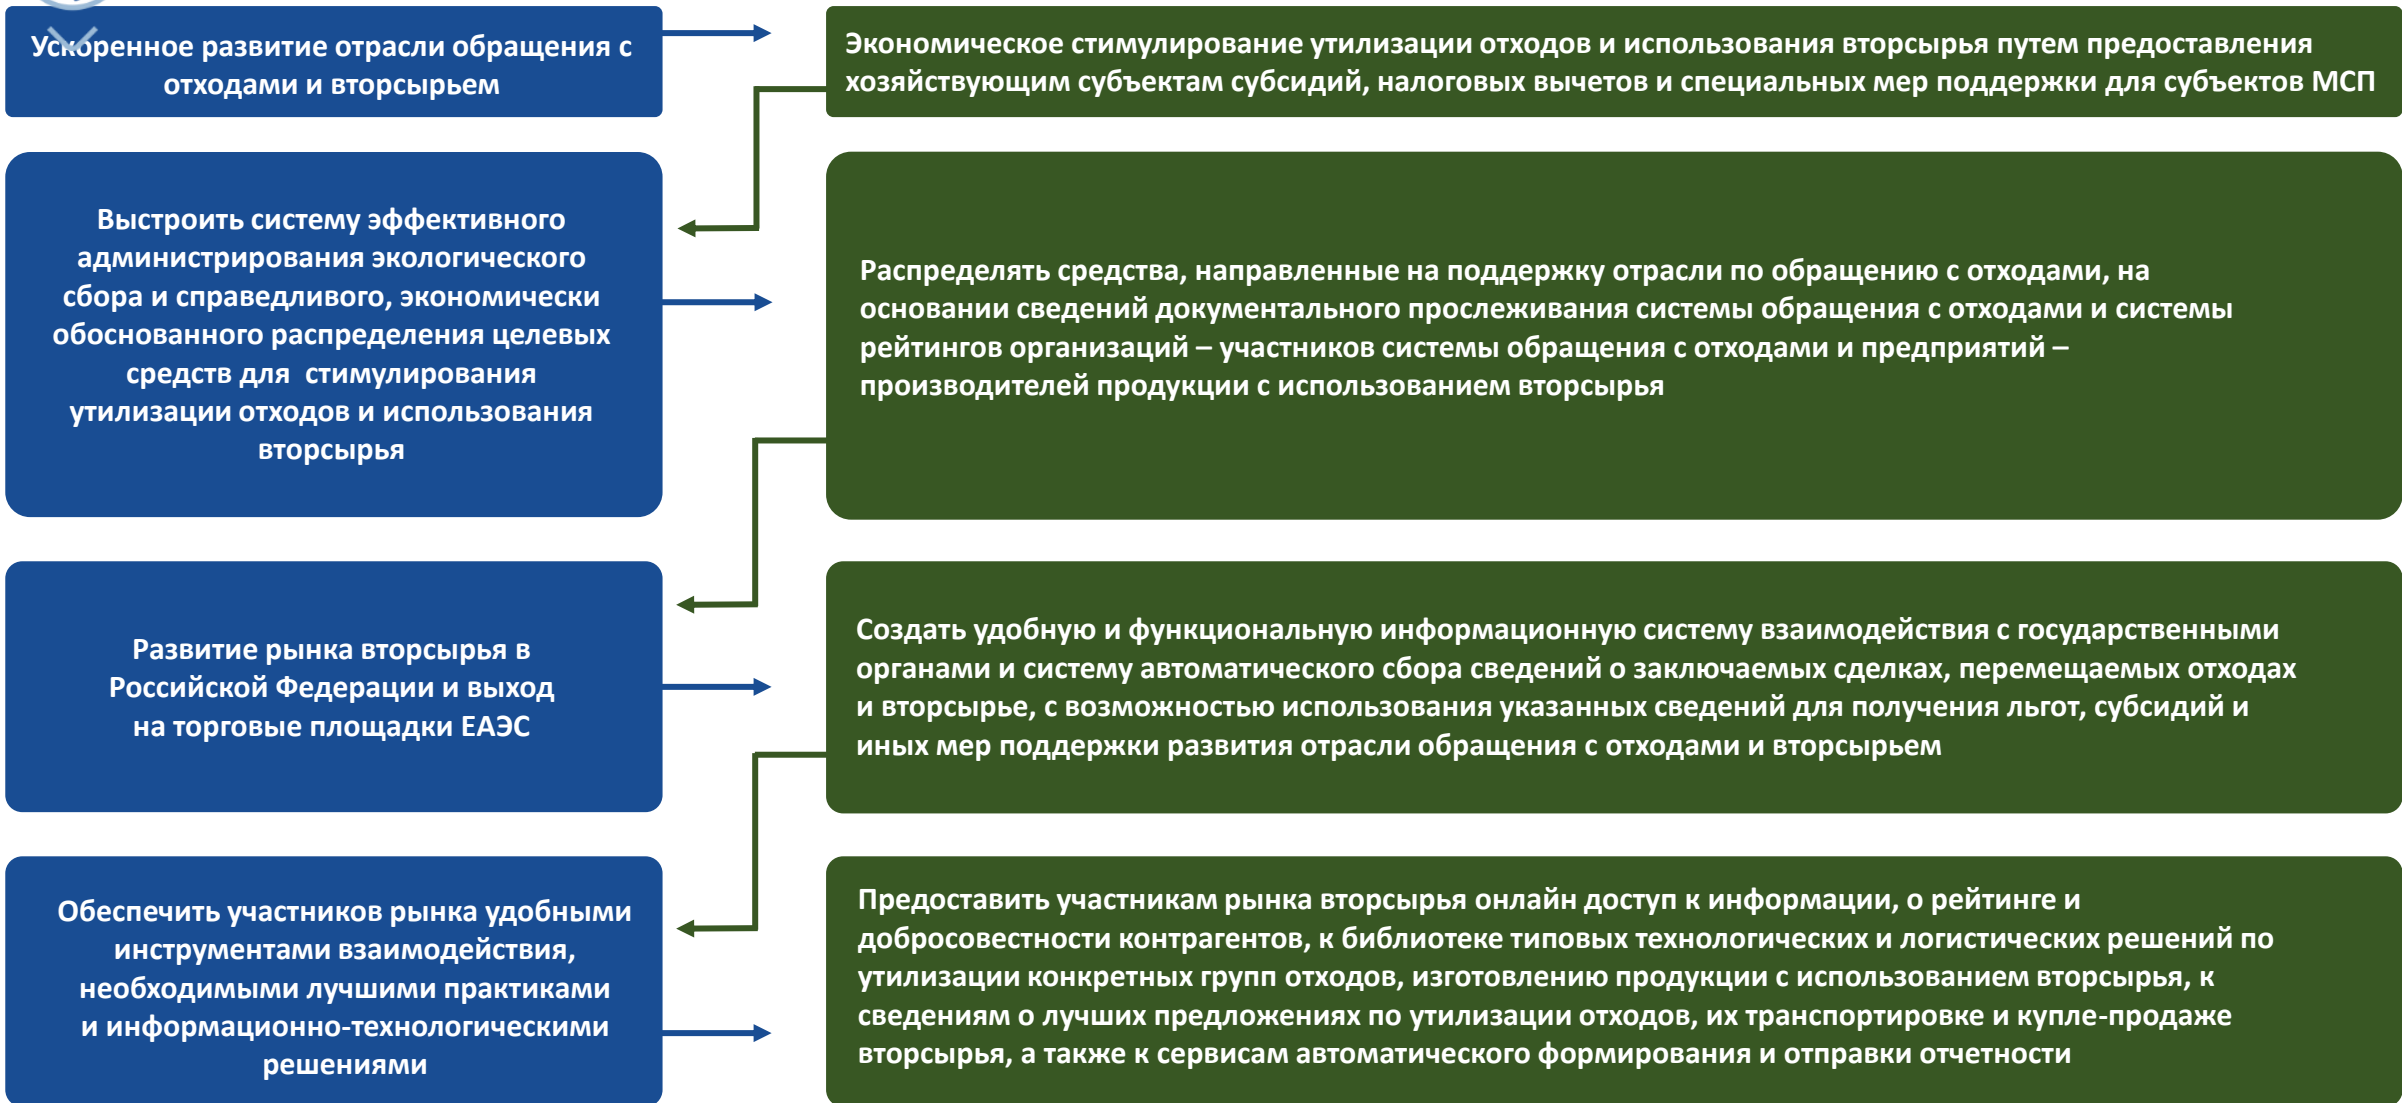 Ускоренное развитие отрасли обращения с
отходами и вторсырьем
Экономическое стимулирование утилизации отходов и использования вторсырья путем предоставления
хозяйствующим субъектам субсидий, налоговых вычетов и специальных мер поддержки для субъектов МСП
Выстроить систему эффективного
администрирования экологического
сбора и справедливого, экономически
обоснованного распределения целевых
средств для стимулирования
утилизации отходов и использования
вторсырья
Распределять средства, направленные на поддержку отрасли по обращению с отходами, на
основании сведений документального прослеживания системы обращения с отходами и системы
рейтингов организаций – участников системы обращения с отходами и предприятий –
производителей продукции с использованием вторсырья
Развитие рынка вторсырья в
Российской Федерации и выход
на торговые площадки ЕАЭС
Создать удобную и функциональную информационную систему взаимодействия с государственными
органами и систему автоматического сбора сведений о заключаемых сделках, перемещаемых отходах
и вторсырье, с возможностью использования указанных сведений для получения льгот, субсидий и
иных мер поддержки развития отрасли обращения с отходами и вторсырьем
Обеспечить участников рынка удобными
инструментами взаимодействия,
необходимыми лучшими практиками
и информационно-технологическими
решениями
Предоставить участникам рынка вторсырья онлайн доступ к информации, о рейтинге и
добросовестности контрагентов, к библиотеке типовых технологических и логистических решений по
утилизации конкретных групп отходов, изготовлению продукции с использованием вторсырья, к
сведениям о лучших предложениях по утилизации отходов, их транспортировке и купле-продаже
вторсырья, а также к сервисам автоматического формирования и отправки отчетности